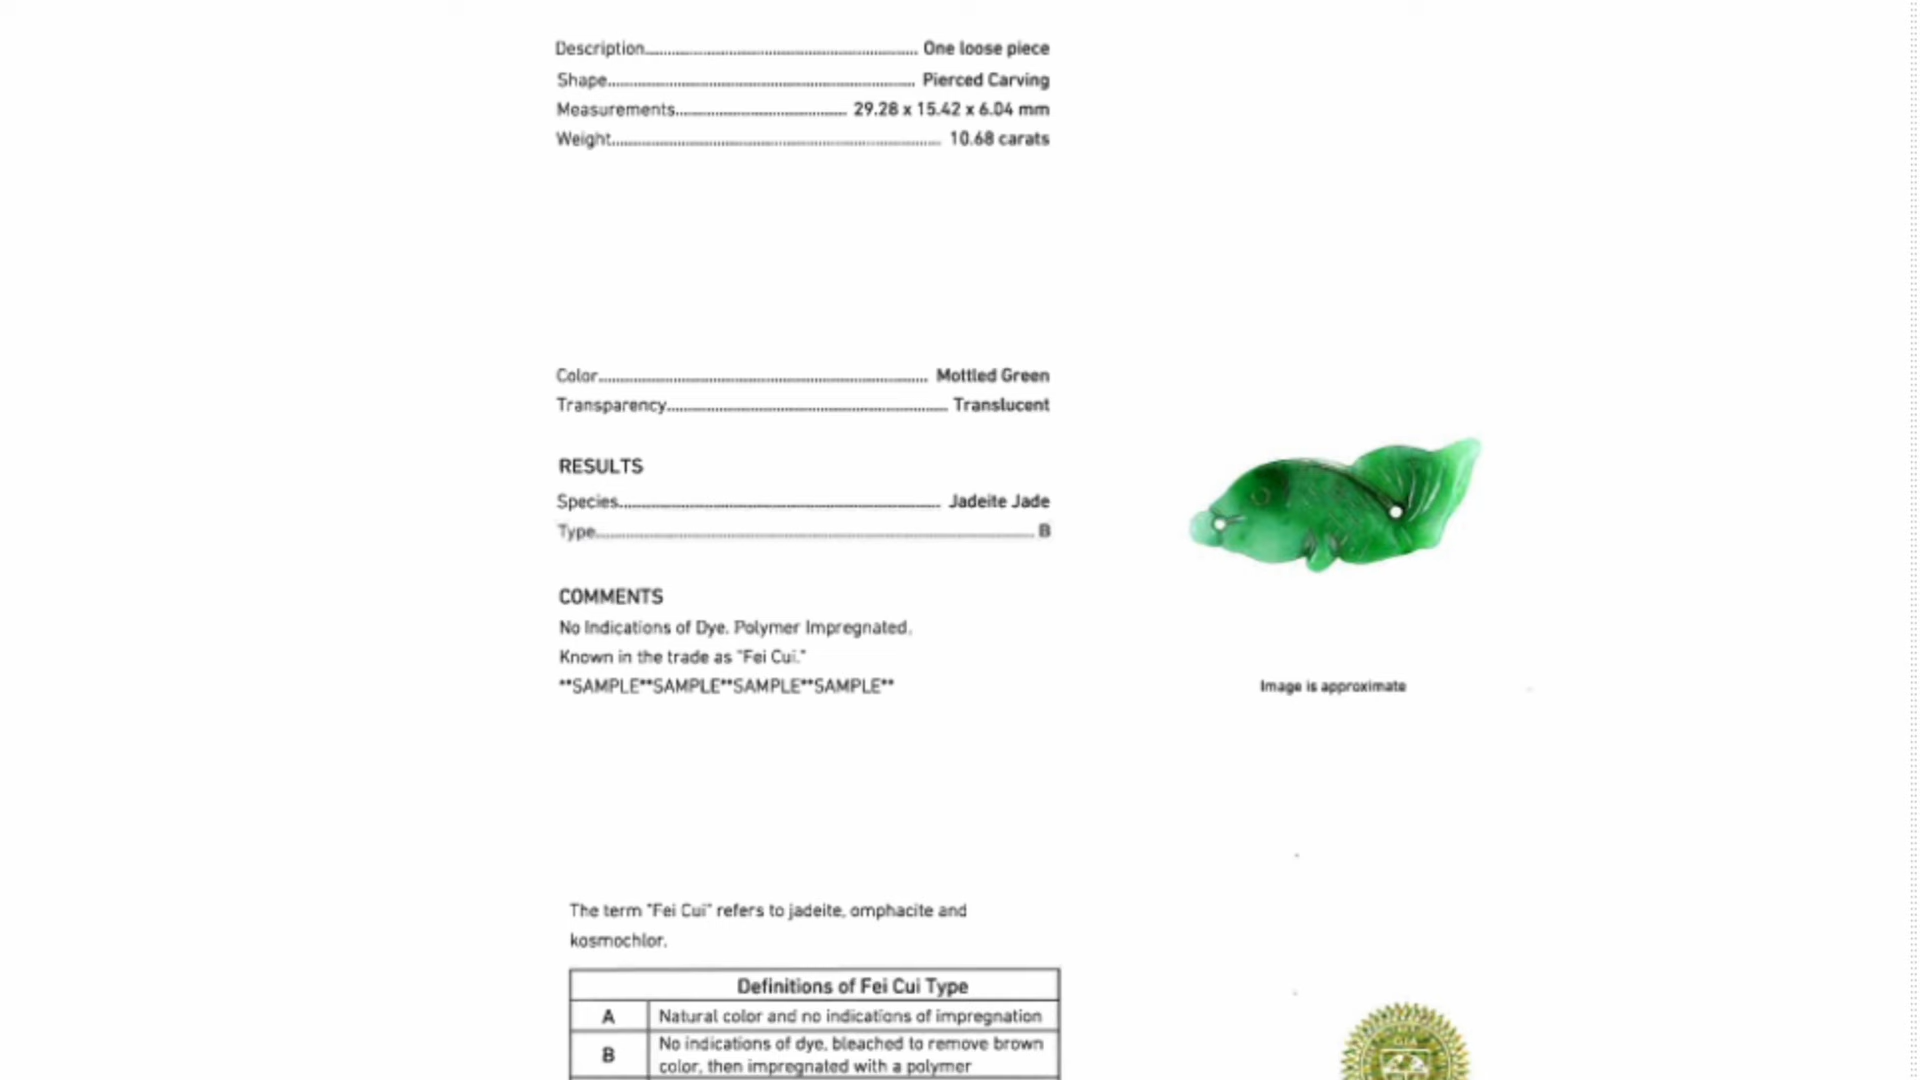 Description One loose piece
Shape Pierced Carving
Measurements 29.28 x 15.42 x 6.04 mm
Weight 10.68 carats
Color Mottled Green
Transparency Translucent
RESULTS
Species Jadeite Jade
Type B
COMMENTS
No Indications of Dye. Polymer Impregnated.
Known in the trade as "Fei Cui."
**SAMPLE**SAMPLE**SAMPLE**SAMPLE**
Image is approximate
The term "Fei Cui" refers to jadeite, omphacite and
kosmochlor.
Definitions of Fei Cui Type
A Natural color and no indications of impregnation
B No indications of dye, bleached to remove brown
color, then impregnated with a polymer
GIA